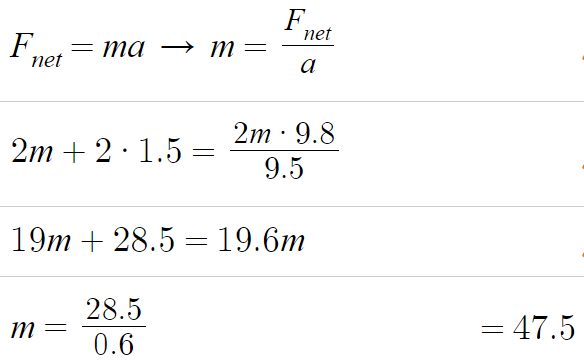 F_net = ma → m = F_net / a
2m + 2 · 1.5 = 2m · 9.8 / 9.5
19m + 28.5 = 19.6m
m = 28.5 / 0.6 = 47.5